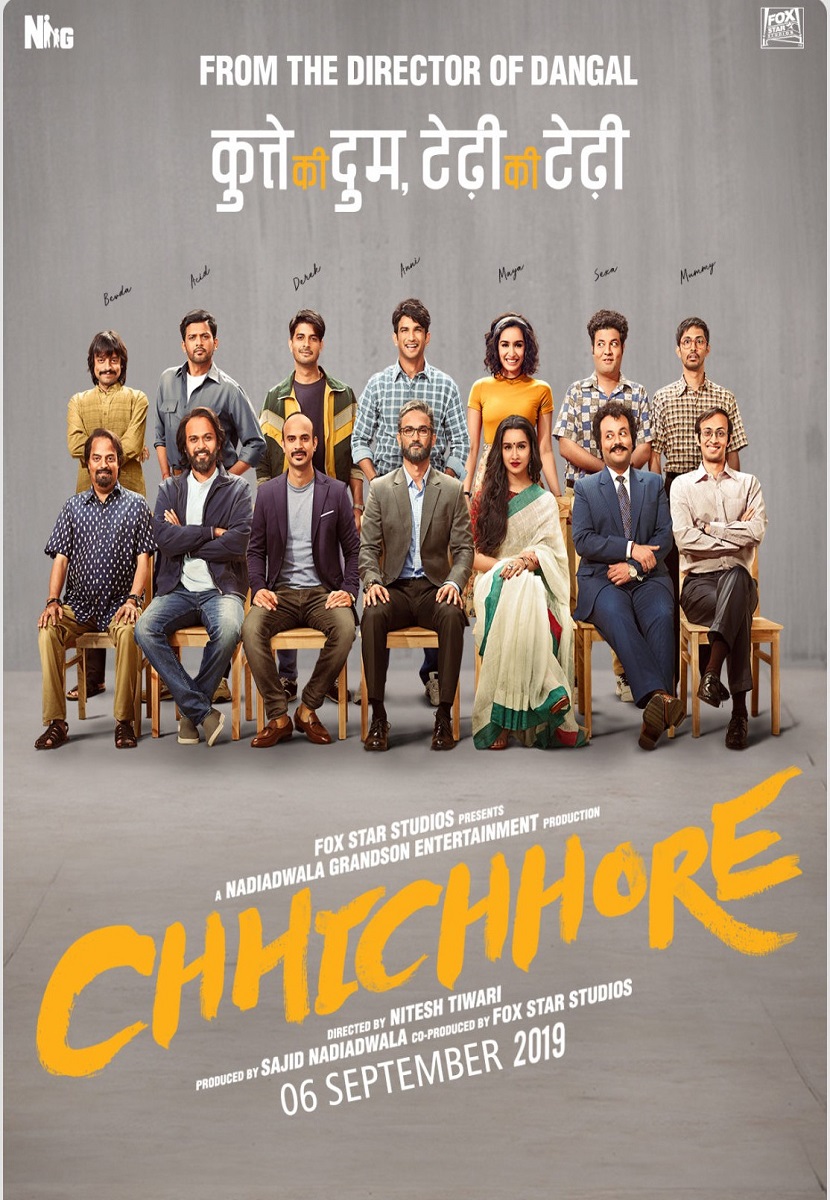 NG
FOX
STAR
STUDIOS
FROM THE DIRECTOR OF DANGAL
कुत्ते की दुम, टेढ़ी की टेढ़ी
Bevda Acid Derek Anni Maya Sexa Mummy
FOX STAR STUDIOS PRESENTS
A NADIADWALA GRANDSON ENTERTAINMENT PRODUCTION
CHHICHHORE
DIRECTED BY NITESH TIWARI
PRODUCED BY SAJID NADIADWALA CO-PRODUCED BY FOX STAR STUDIOS
06 SEPTEMBER 2019